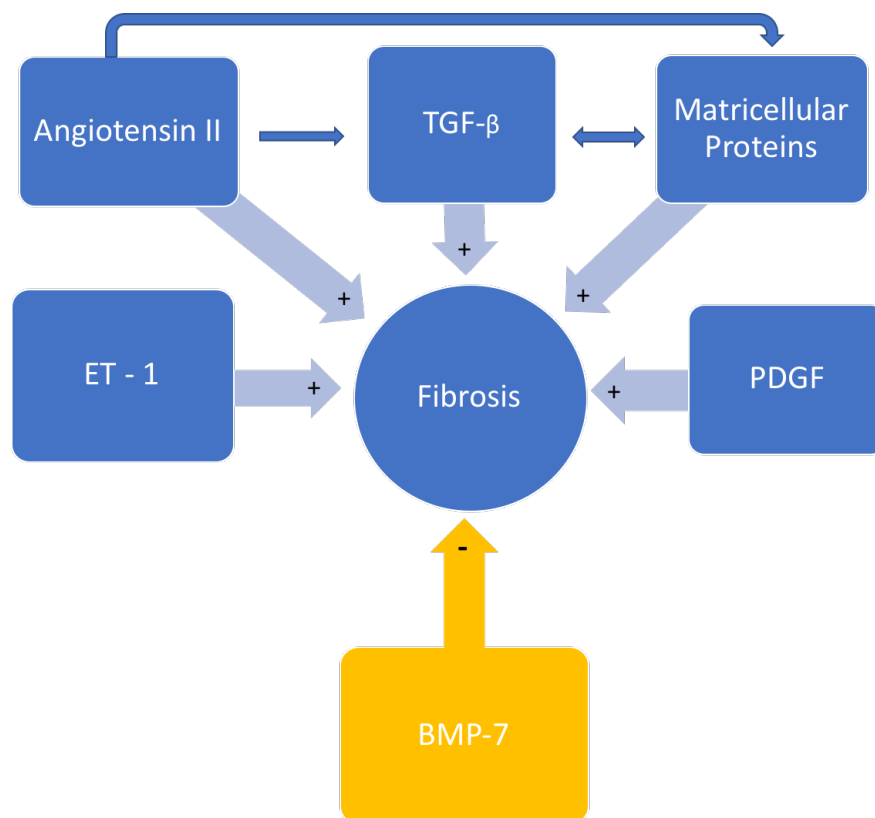 Angiotensin II
TGF-β
Matricellular
Proteins
+
+
+
ET - 1
+
Fibrosis
+
PDGF
-
BMP-7